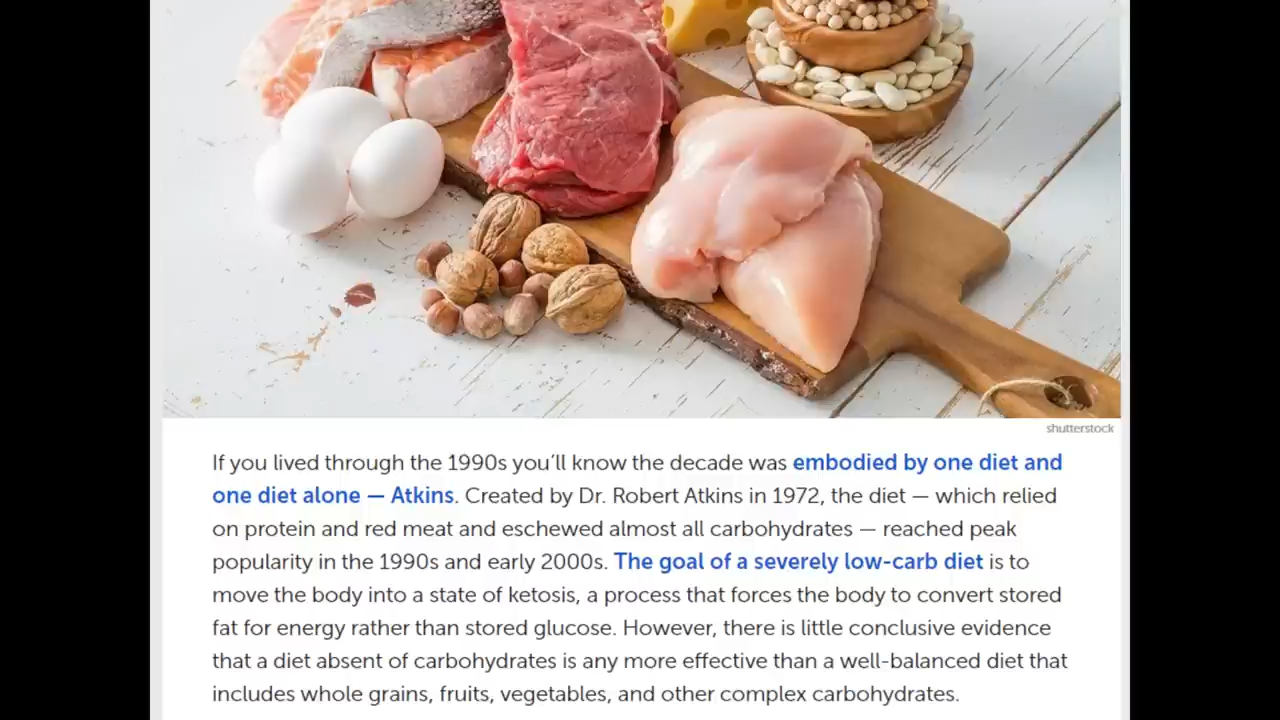 shutterstock
If you lived through the 1990s you’ll know the decade was embodied by one diet and
one diet alone — Atkins. Created by Dr. Robert Atkins in 1972, the diet — which relied
on protein and red meat and eschewed almost all carbohydrates — reached peak
popularity in the 1990s and early 2000s. The goal of a severely low-carb diet is to
move the body into a state of ketosis, a process that forces the body to convert stored
fat for energy rather than stored glucose. However, there is little conclusive evidence
that a diet absent of carbohydrates is any more effective than a well-balanced diet that
includes whole grains, fruits, vegetables, and other complex carbohydrates.